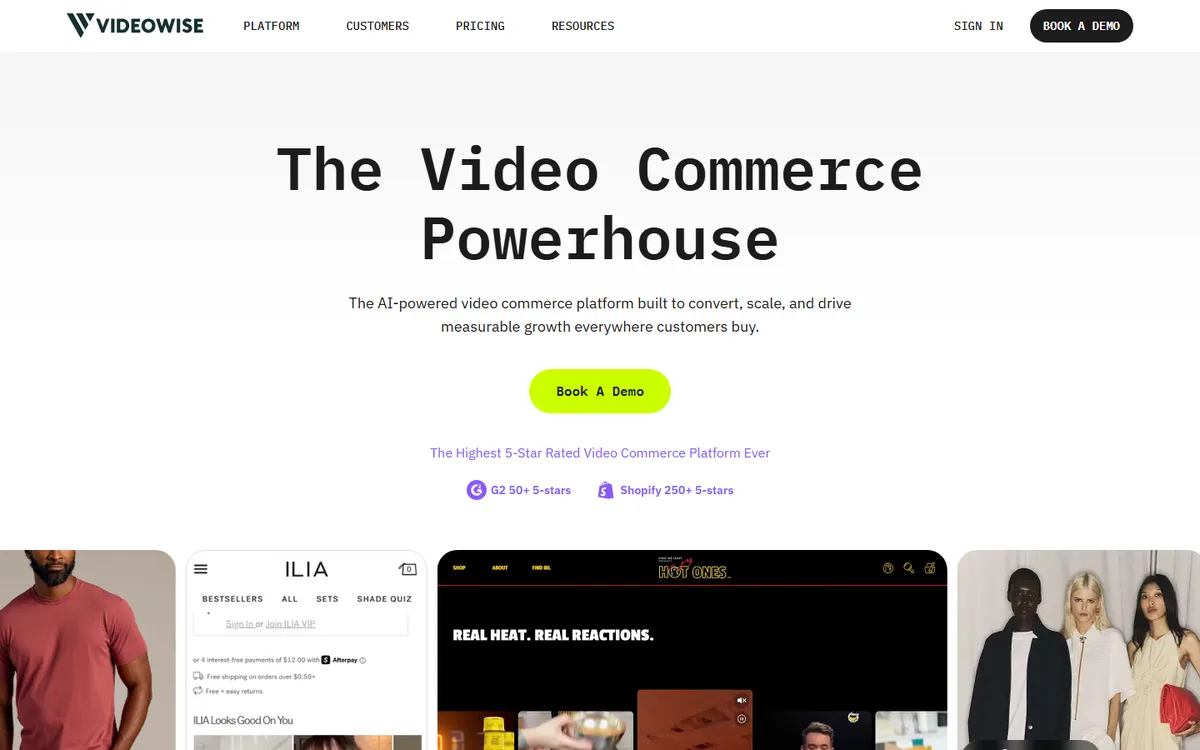 VIDEOWISE
PLATFORM
CUSTOMERS
PRICING
RESOURCES
SIGN IN
BOOK A DEMO
The Video Commerce
Powerhouse
The AI-powered video commerce platform built to convert, scale, and drive
measurable growth everywhere customers buy.
Book A Demo
The Highest 5-Star Rated Video Commerce Platform Ever
G2 50+ 5-stars
Shopify 250+ 5-stars
ILIA
0
BESTSELLERS ALL SETS SHADE QUIZ
Sign In or Join ILIA VIP
or 4 interest-free payments of $12.00 with Afterpay
Free shipping on orders over $0.50+
Free + easy returns
ILIA Looks Good On You
HOT ONES
SHOP ABOUT FIND IRL
REAL HEAT. REAL REACTIONS.